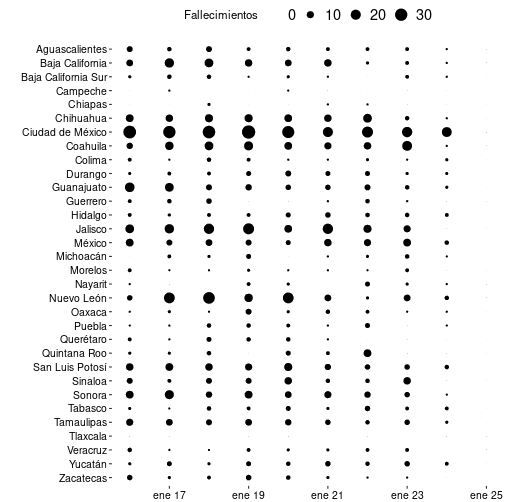 Fallecimientos 0 10 20 30
Aguascalientes
Baja California
Baja California Sur
Campeche
Chiapas
Chihuahua
Ciudad de México
Coahuila
Colima
Durango
Guanajuato
Guerrero
Hidalgo
Jalisco
México
Michoacán
Morelos
Nayarit
Nuevo León
Oaxaca
Puebla
Querétaro
Quintana Roo
San Luis Potosí
Sinaloa
Sonora
Tabasco
Tamaulipas
Tlaxcala
Veracruz
Yucatán
Zacatecas
ene 17 ene 19 ene 21 ene 23 ene 25